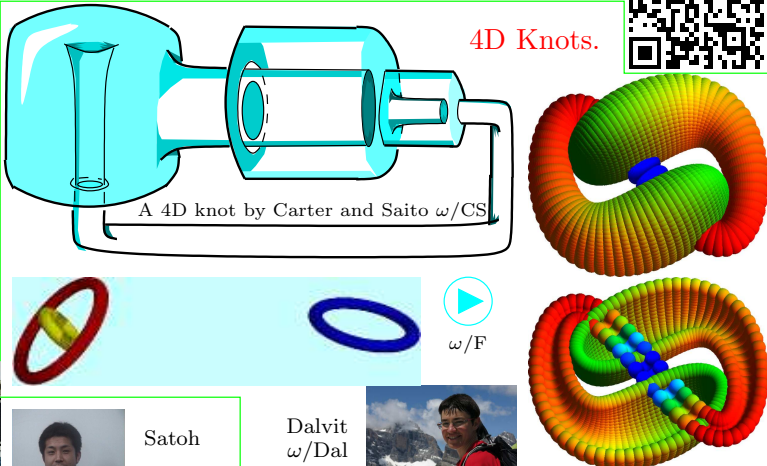 4D Knots.
A 4D knot by Carter and Saito ω/CS
ω/F
Satoh
Dalvit
ω/Dal